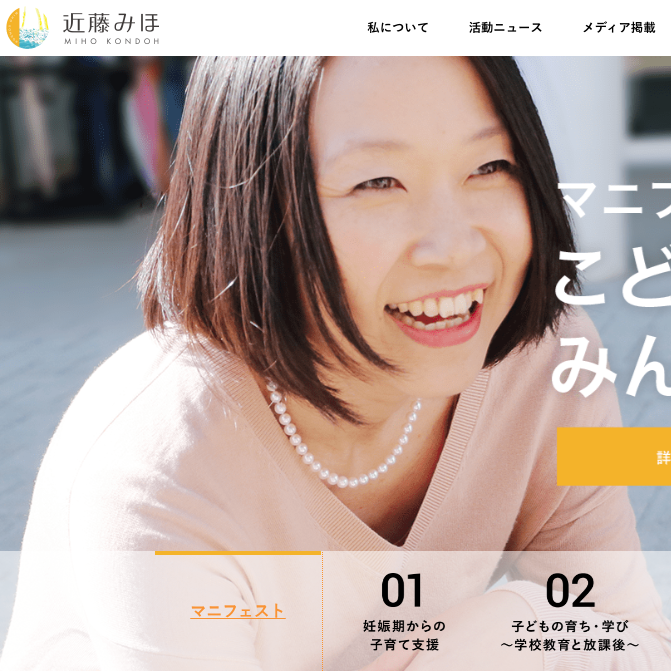 近藤みほ
MIHO KONDOH
私について
活動ニュース
メディア掲載
マニ
こど
みん
詳
マニフェスト
01
妊娠期からの
子育て支援
02
子どもの育ち・学び
～学校教育と放課後～